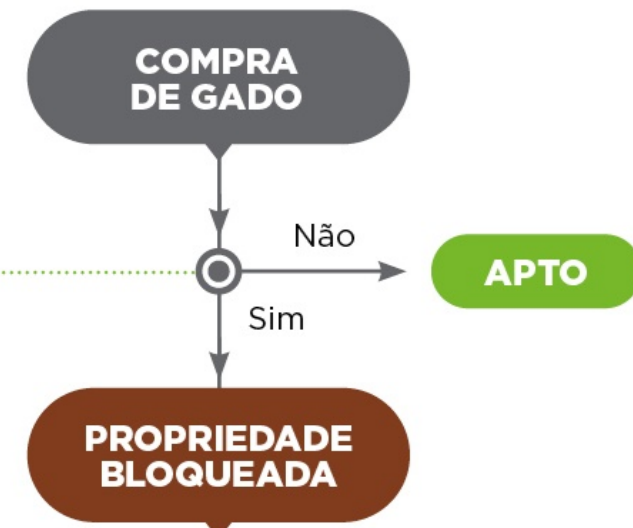 COMPRA
DE GADO
Não
APTO
Sim
PROPRIEDADE
BLOQUEADA